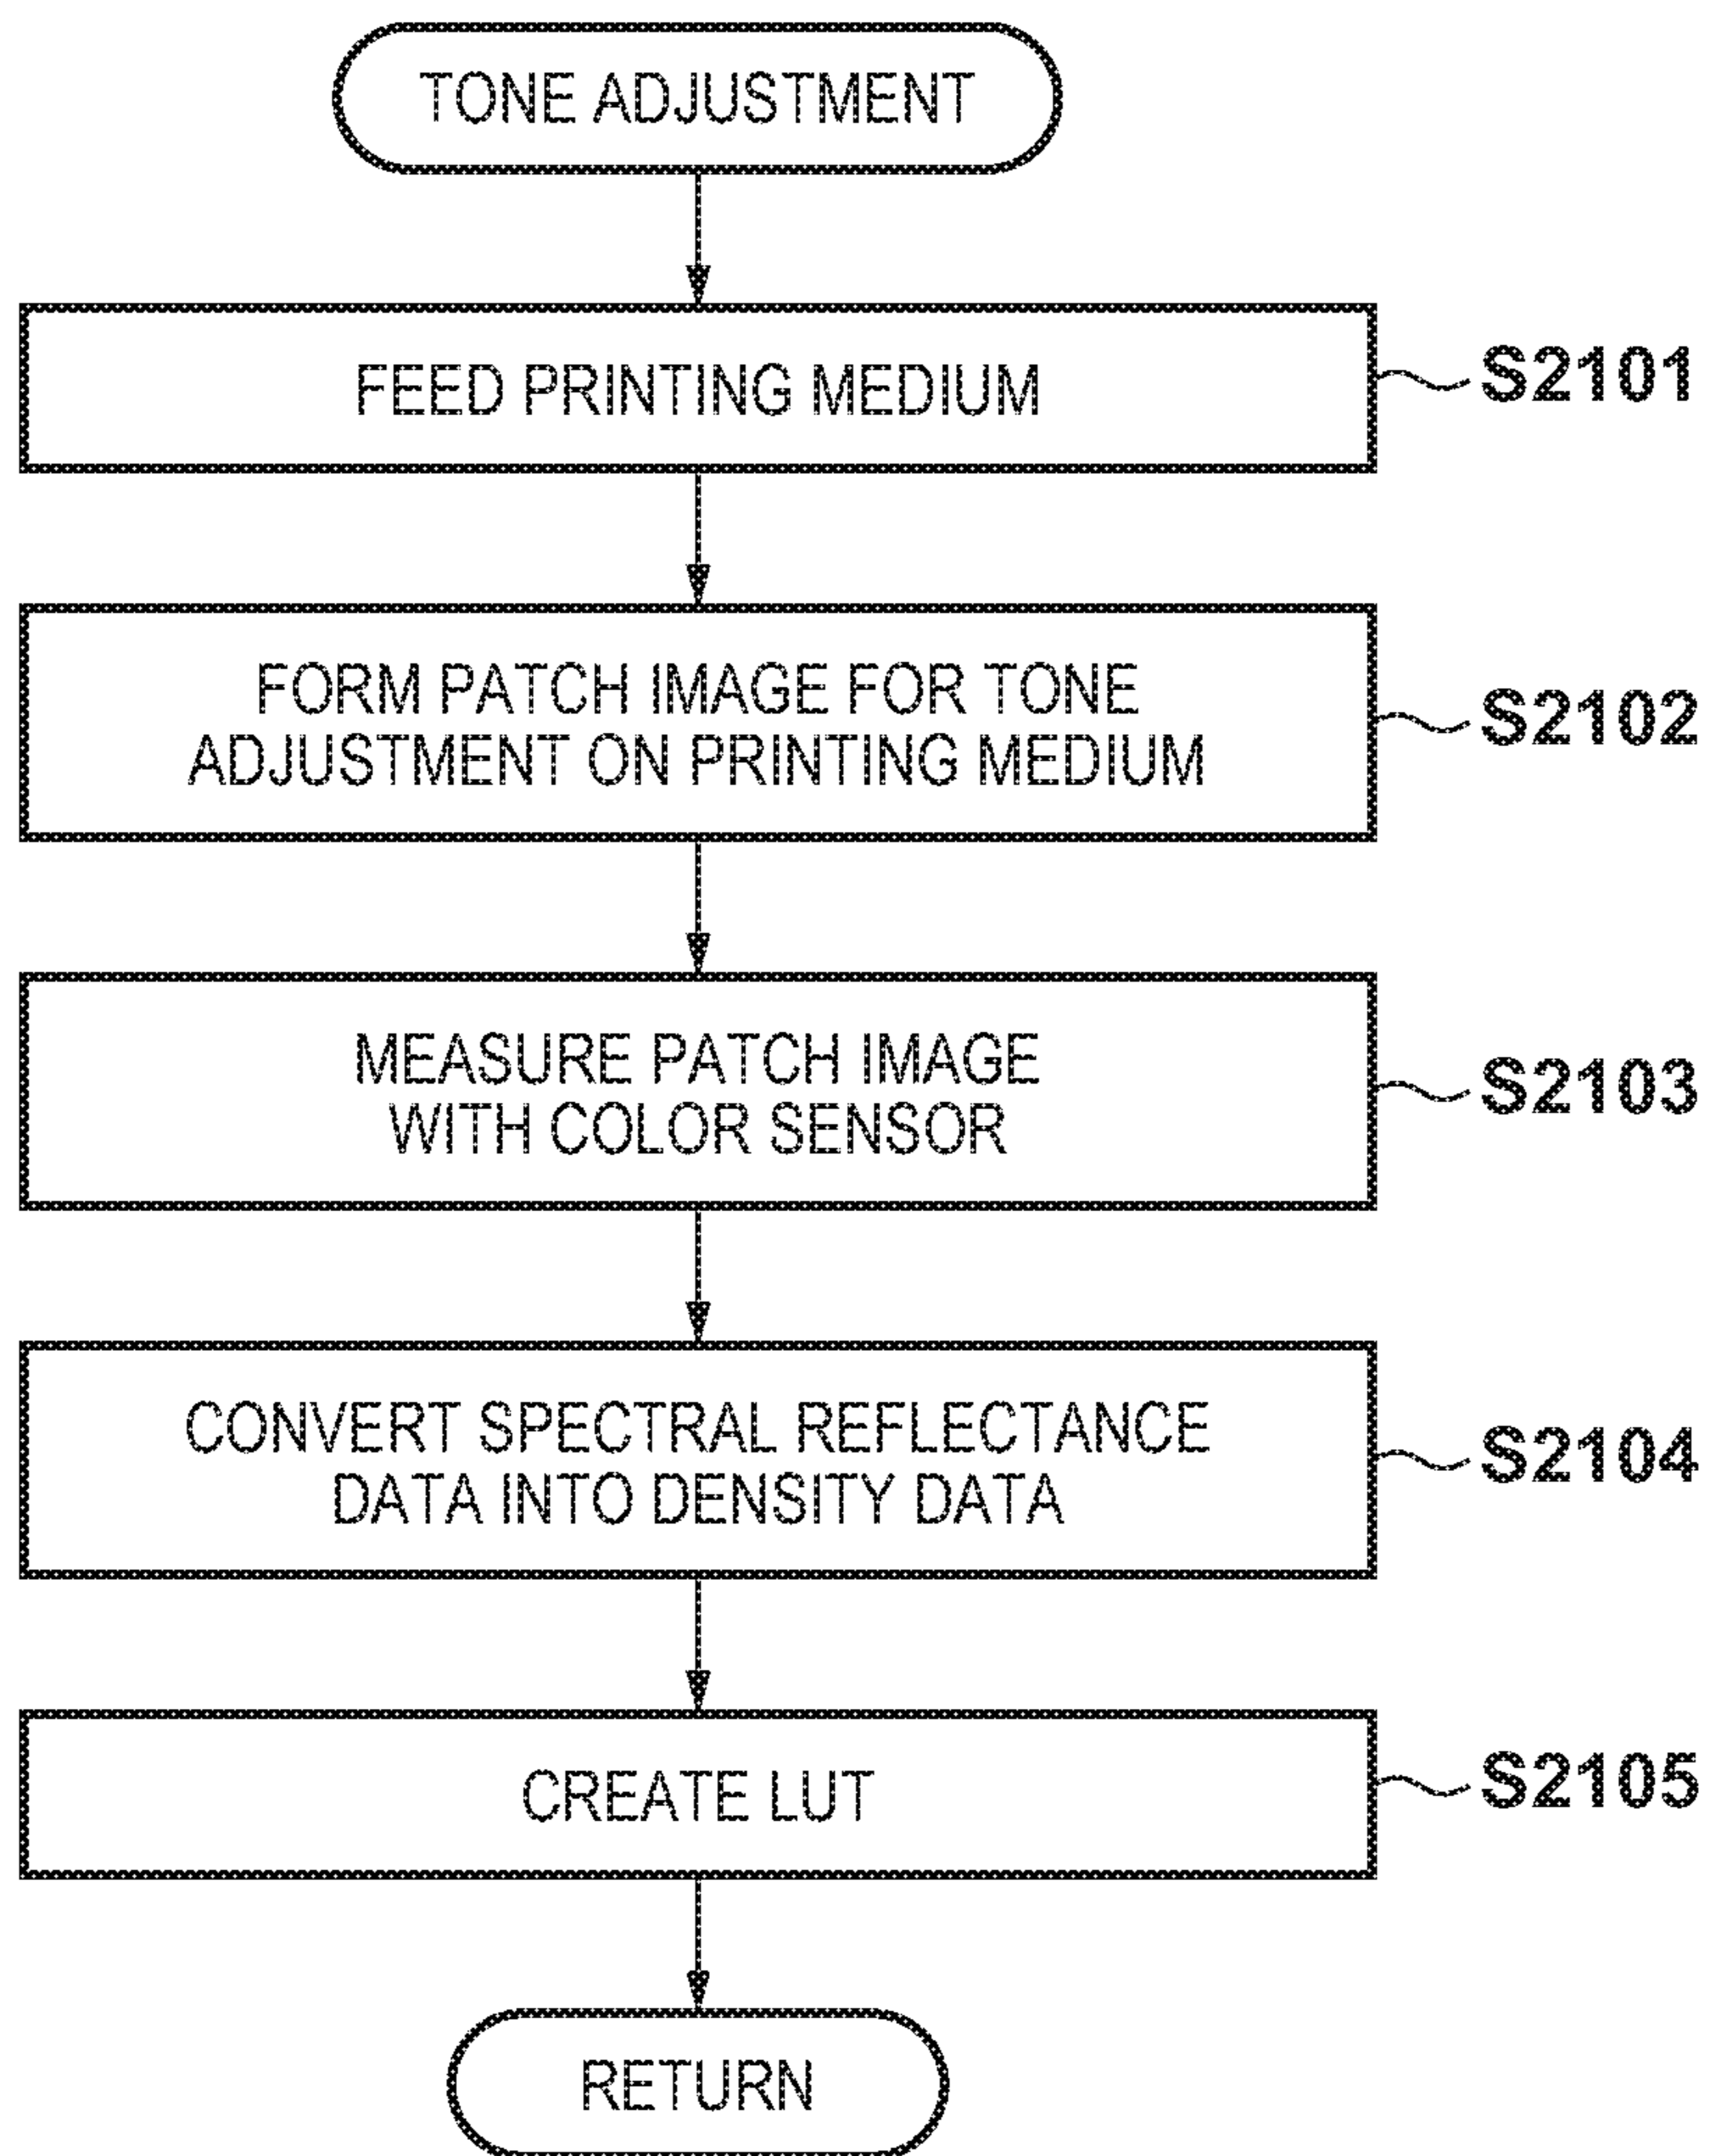 TONE ADJUSTMENT
FEED PRINTING MEDIUM
S2101
FORM PATCH IMAGE FOR TONE
ADJUSTMENT ON PRINTING MEDIUM
S2102
MEASURE PATCH IMAGE
WITH COLOR SENSOR
S2103
CONVERT SPECTRAL REFLECTANCE
DATA INTO DENSITY DATA
S2104
CREATE LUT
S2105
RETURN